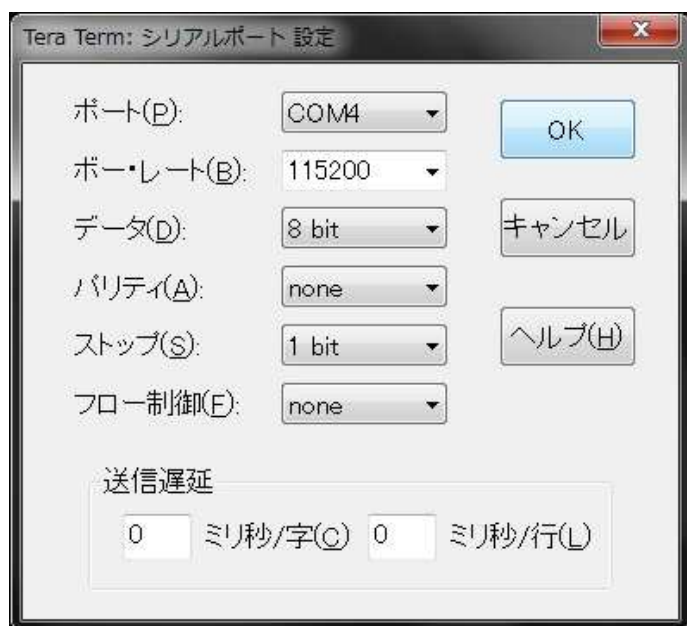 Tera Term: シリアルポート 設定
x
ポート(P): COM4
OK
ボー・レート(B): 115200
データ(D): 8 bit
キャンセル
パリティ(A): none
ストップ(S): 1 bit
ヘルプ(H)
フロー制御(F): none
送信遅延
0 ミリ秒/字(C) 0 ミリ秒/行(L)